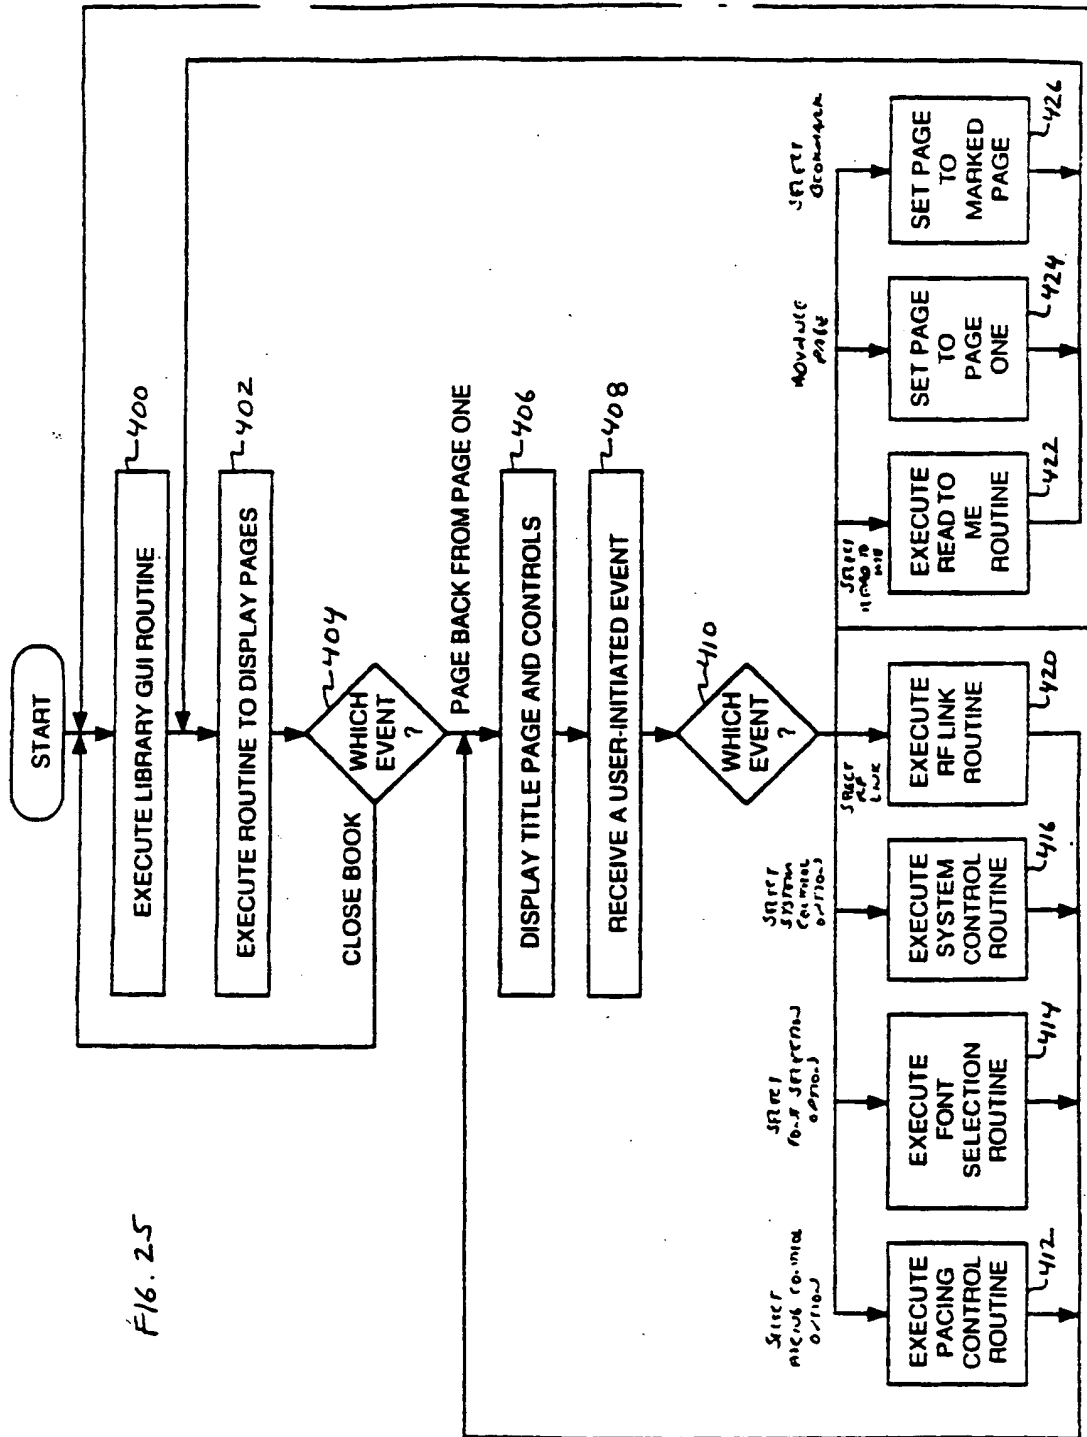 FIG. 25
START
400
EXECUTE LIBRARY GUI ROUTINE
402
EXECUTE ROUTINE TO DISPLAY PAGES
404
WHICH
EVENT
?
CLOSE BOOK
PAGE BACK FROM PAGE ONE
406
DISPLAY TITLE PAGE AND CONTROLS
408
RECEIVE A USER-INITIATED EVENT
410
WHICH
EVENT
?
SELECT
PACING CONTROL
OPTION
EXECUTE
PACING
CONTROL
ROUTINE
412
SELECT
FONT SELECTION
OPTION
EXECUTE
FONT
SELECTION
ROUTINE
414
SELECT
SYSTEM
CONTROL
OPTION
EXECUTE
SYSTEM
CONTROL
ROUTINE
416
SELECT
RF
LINK
EXECUTE
RF LINK
ROUTINE
420
SELECT
READ TO
ME
EXECUTE
READ TO
ME
ROUTINE
422
ADVANCE
PAGE
SET PAGE
TO
PAGE
ONE
424
SELECT
BOOKMARK
SET PAGE
TO
MARKED
PAGE
426